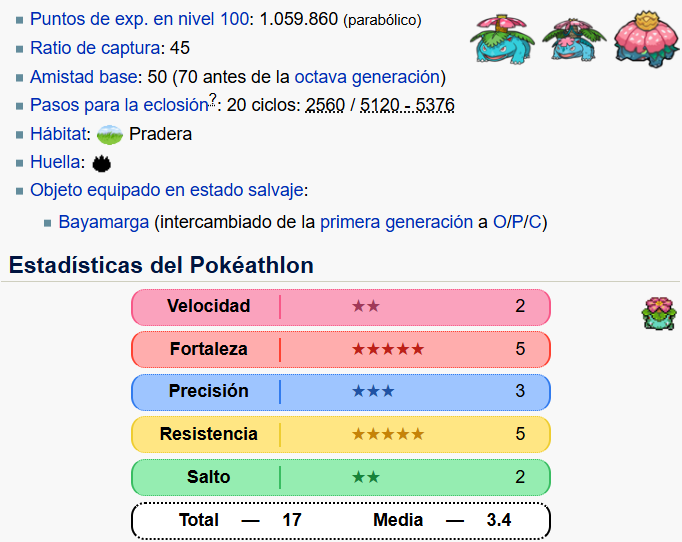 Puntos de exp. en nivel 100: 1.059.860 (parabólico)
Ratio de captura: 45
Amistad base: 50 (70 antes de la octava generación)
Pasos para la eclosión?: 20 ciclos: 2560 / 5120 - 5376
Hábitat: Pradera
Huella:
Objeto equipado en estado salvaje:
Bayamarga (intercambiado de la primera generación a O/P/C)
Estadísticas del Pokéathlon
Velocidad ★★ 2
Fortaleza ★★★★★ 5
Precisión ★★★ 3
Resistencia ★★★★★ 5
Salto ★★ 2
Total — 17 Media — 3.4